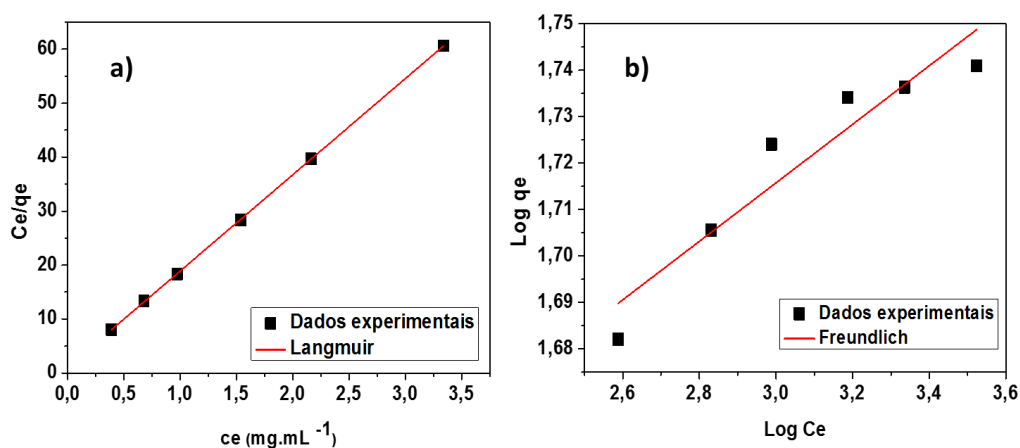 a)
Ce/qe
60
50
40
30
20
10
0
0,0 0,5 1,0 1,5 2,0 2,5 3,0 3,5
ce (mg.mL -1)
Dados experimentais
Langmuir
b)
Log qe
1,75
1,74
1,73
1,72
1,71
1,70
1,69
1,68
2,6 2,8 3,0 3,2 3,4 3,6
Log Ce
Dados experimentais
Freundlich